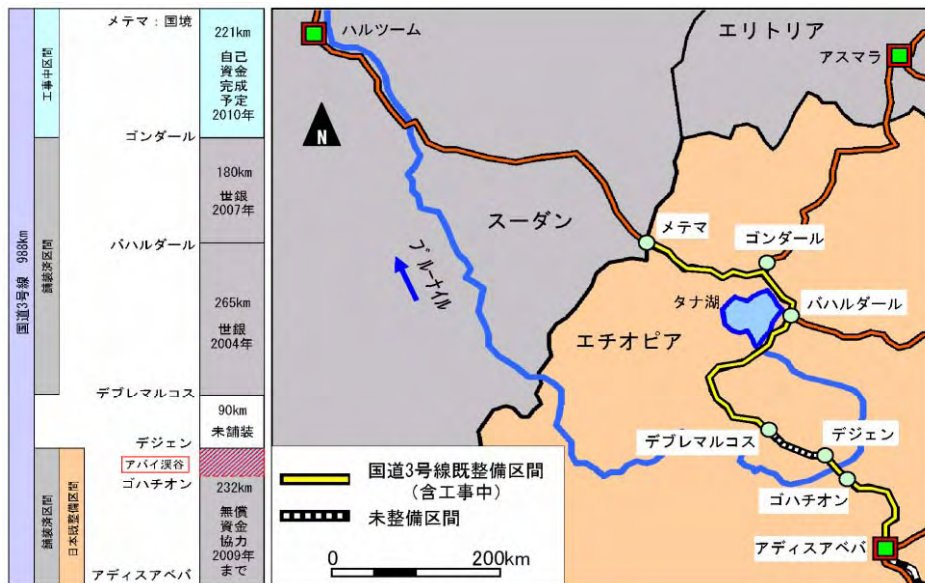 国道3号線 988km
工事中区間
舗装済区間
舗装済区間
日本既整備区間
メテマ：国境
221km
自己
資金
完成
予定
2010年
ゴンダール
180km
世銀
2007年
バハルダール
265km
世銀
2004年
デブレマルコス
90km
未舗装
デジェン
アバイ渓谷
ゴハチオン
232km
無償
資金
協力
2009年
まで
アディスアベバ
ハルツーム
エリトリア
アスマラ
N
スーダン
ブルーナイル
メテマ
ゴンダール
タナ湖
バハルダール
エチオピア
デブレマルコス
デジェン
ゴハチオン
アディスアベバ
国道3号線既整備区間
（含工事中）
未整備区間
0 200km